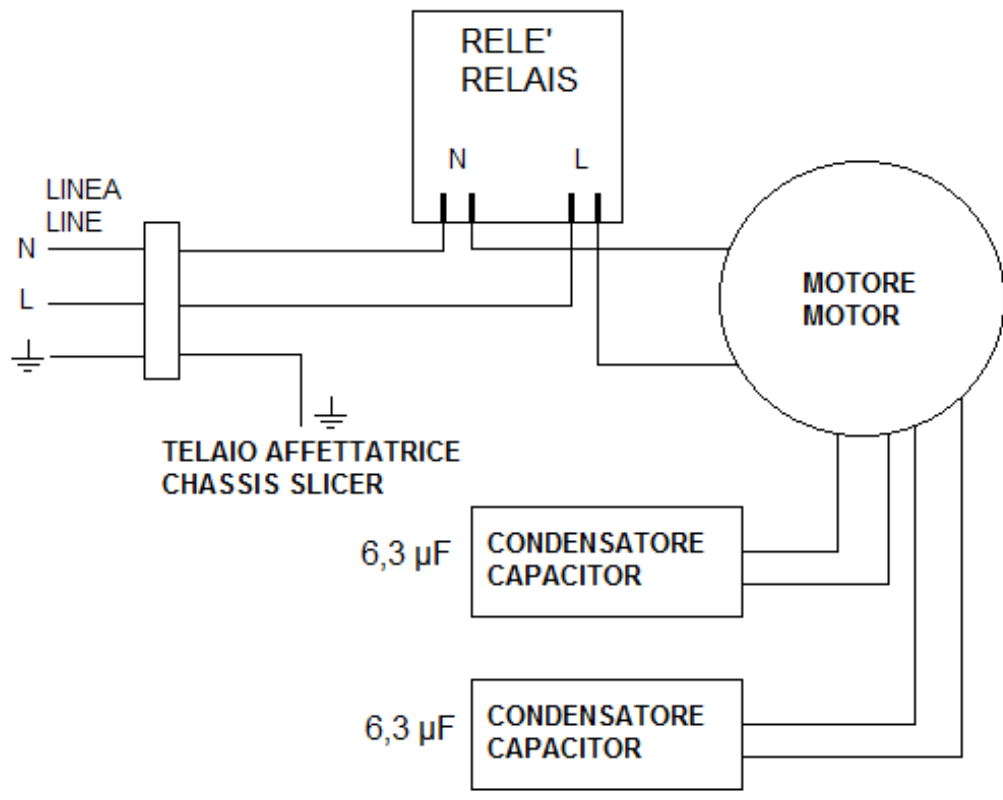 RELE'
RELAIS
N L
LINEA
LINE
N
L
MOTORE
MOTOR
TELAIO AFFETTATRICE
CHASSIS SLICER
6,3 µF
CONDENSATORE
CAPACITOR
6,3 µF
CONDENSATORE
CAPACITOR